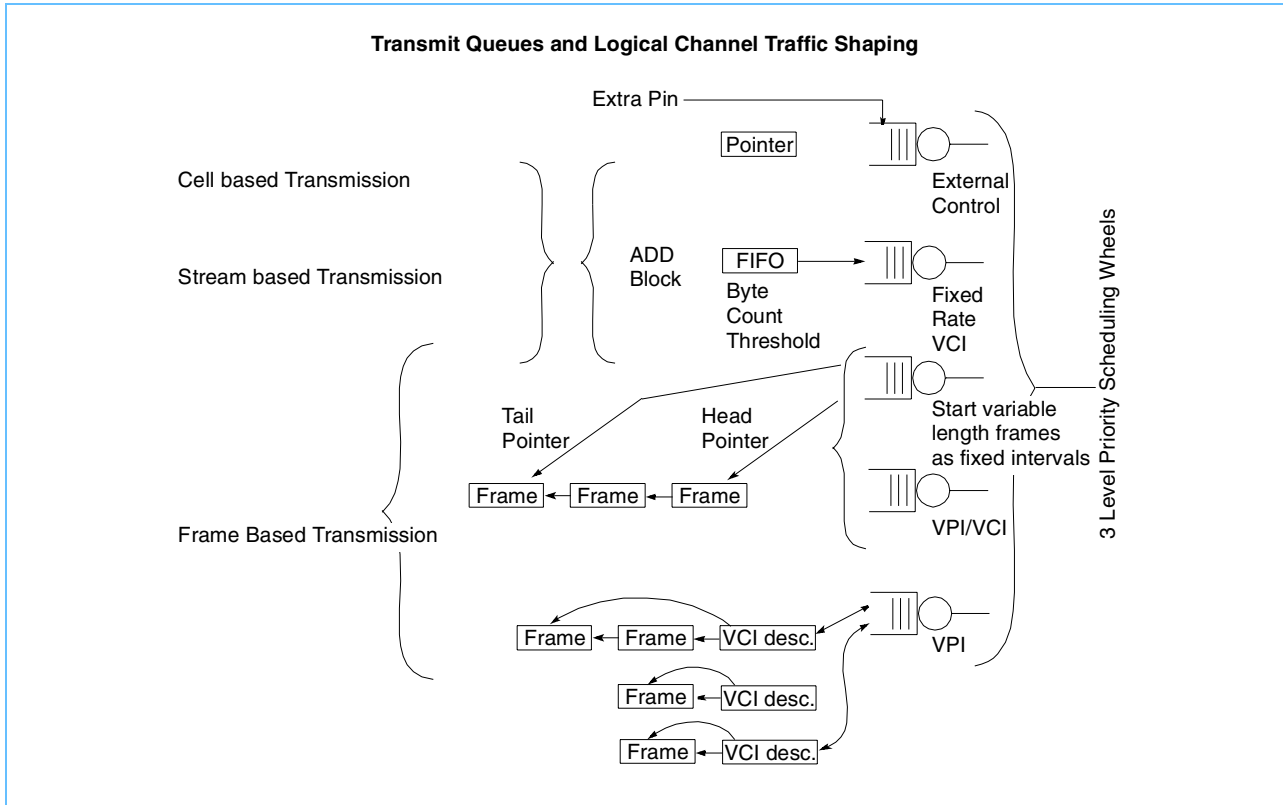 Transmit Queues and Logical Channel Traffic Shaping
Extra Pin
Pointer
Cell based Transmission
External
Control
ADD
Block
Stream based Transmission
FIFO
Byte
Count
Threshold
Fixed
Rate
VCI
3 Level Priority Scheduling Wheels
Tail
Pointer
Head
Pointer
Start variable
length frames
as fixed intervals
Frame
Frame
Frame
VPI/VCI
Frame Based Transmission
Frame
Frame
VCI desc.
VPI
Frame
VCI desc.
Frame
VCI desc.